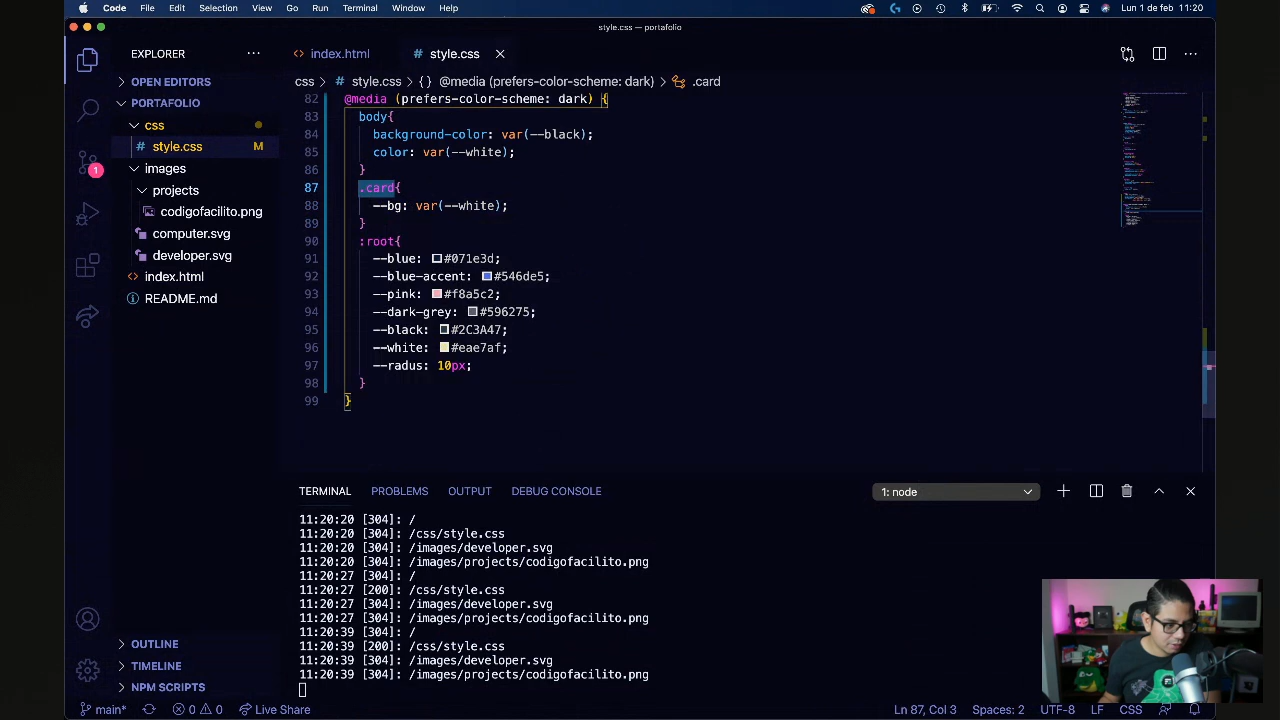 Code File Edit Selection View Go Run Terminal Window Help Lun 1 de feb 11:20
style.css — portafolio
EXPLORER
index.html
style.css
OPEN EDITORS
css > style.css > {} @media (prefers-color-scheme: dark) > .card
PORTAFOLIO
css
style.css M
images
projects
codigofacilito.png
computer.svg
developer.svg
index.html
README.md
1
82 @media (prefers-color-scheme: dark) {
83 body{
84 background-color: var(--black);
85 color: var(--white);
86 }
87 .card{
88 --bg: var(--white);
89 }
90 :root{
91 --blue: #071e3d;
92 --blue-accent: #546de5;
93 --pink: #f8a5c2;
94 --dark-grey: #596275;
95 --black: #2C3A47;
96 --white: #eae7af;
97 --radus: 10px;
98 }
99 }
TERMINAL PROBLEMS OUTPUT DEBUG CONSOLE 1: node
11:20:20 [304]: /
11:20:20 [304]: /css/style.css
11:20:20 [304]: /images/developer.svg
11:20:20 [304]: /images/projects/codigofacilito.png
11:20:27 [304]: /
11:20:27 [200]: /css/style.css
11:20:27 [304]: /images/developer.svg
11:20:27 [304]: /images/projects/codigofacilito.png
11:20:39 [304]: /
11:20:39 [200]: /css/style.css
11:20:39 [304]: /images/developer.svg
11:20:39 [304]: /images/projects/codigofacilito.png
OUTLINE
TIMELINE
NPM SCRIPTS
main* 0 0 Live Share Ln 87, Col 3 Spaces: 2 UTF-8 LF CSS